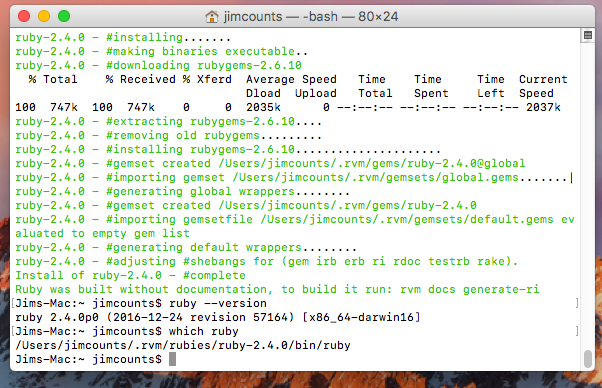 jimcounts — -bash — 80×24
ruby-2.4.0 - #installing.......
ruby-2.4.0 - #making binaries executable..
ruby-2.4.0 - #downloading rubygems-2.6.10
  % Total    % Received % Xferd  Average Speed   Time    Time     Time  Current
                                 Dload  Upload   Total   Spent    Left  Speed
100  747k  100  747k    0     0  2035k      0 --:--:-- --:--:-- --:--:-- 2037k
ruby-2.4.0 - #extracting rubygems-2.6.10....
ruby-2.4.0 - #removing old rubygems.........
ruby-2.4.0 - #installing rubygems-2.6.10.....................
ruby-2.4.0 - #gemset created /Users/jimcounts/.rvm/gems/ruby-2.4.0@global
ruby-2.4.0 - #importing gemset /Users/jimcounts/.rvm/gemsets/global.gems.......|
ruby-2.4.0 - #generating global wrappers........
ruby-2.4.0 - #gemset created /Users/jimcounts/.rvm/gems/ruby-2.4.0
ruby-2.4.0 - #importing gemsetfile /Users/jimcounts/.rvm/gemsets/default.gems ev
aluated to empty gem list
ruby-2.4.0 - #generating default wrappers........
ruby-2.4.0 - #adjusting #shebangs for (gem irb erb ri rdoc testrb rake).
Install of ruby-2.4.0 - #complete
Ruby was built without documentation, to build it run: rvm docs generate-ri
[Jims-Mac:~ jimcounts$ ruby --version ]
ruby 2.4.0p0 (2016-12-24 revision 57164) [x86_64-darwin16]
[Jims-Mac:~ jimcounts$ which ruby ]
/Users/jimcounts/.rvm/rubies/ruby-2.4.0/bin/ruby
Jims-Mac:~ jimcounts$